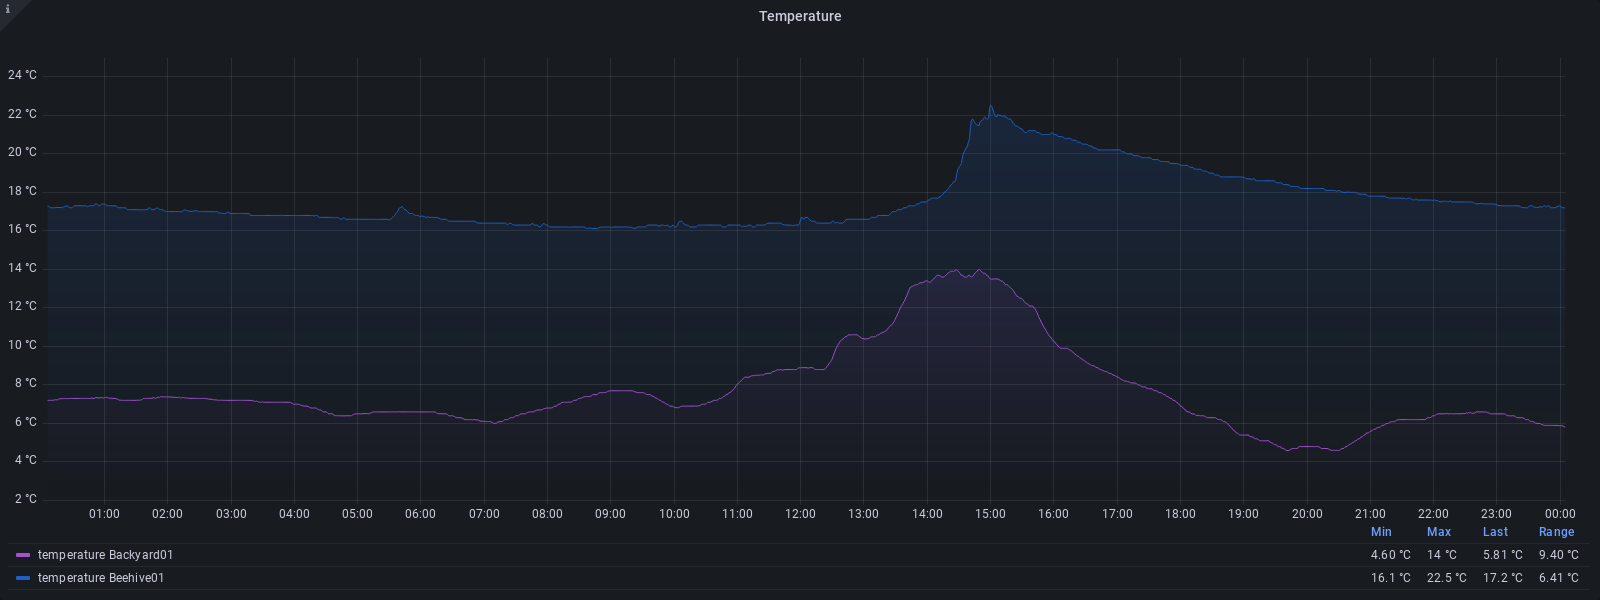 i
Temperature
24 °C
22 °C
20 °C
18 °C
16 °C
14 °C
12 °C
10 °C
8 °C
6 °C
4 °C
2 °C
01:00 02:00 03:00 04:00 05:00 06:00 07:00 08:00 09:00 10:00 11:00 12:00 13:00 14:00 15:00 16:00 17:00 18:00 19:00 20:00 21:00 22:00 23:00 00:00
Min Max Last Range
temperature Backyard01 4.60 °C 14 °C 5.81 °C 9.40 °C
temperature Beehive01 16.1 °C 22.5 °C 17.2 °C 6.41 °C